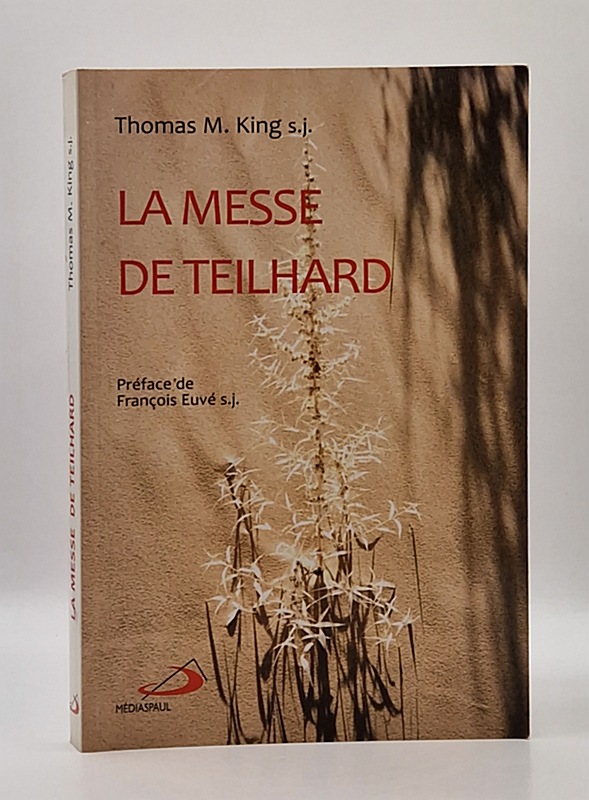 Thomas M. King s.j.
LA MESSE
DE TEILHARD
Préface de
François Euvé s.j.
MÉDIASPAUL
LA MESSE DE TEILHARD
Thomas M. King s.j.